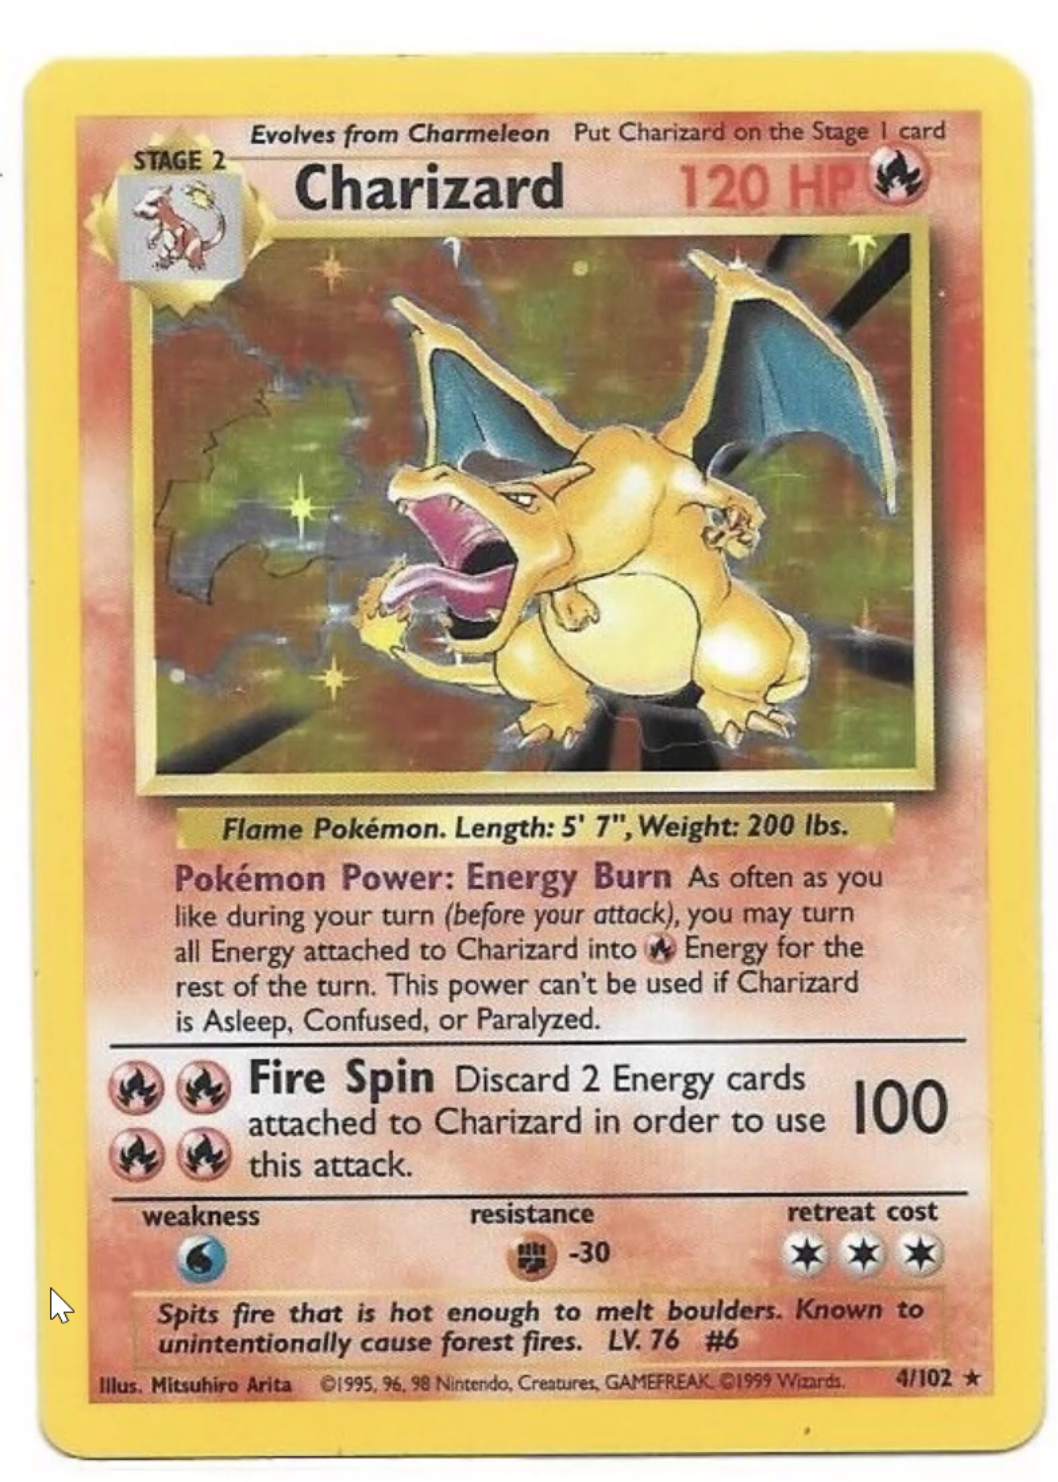 Evolves from Charmeleon Put Charizard on the Stage 1 card
STAGE 2
Charizard 120 HP
Flame Pokémon. Length: 5' 7", Weight: 200 lbs.
Pokémon Power: Energy Burn As often as you
like during your turn (before your attack), you may turn
all Energy attached to Charizard into Energy for the
rest of the turn. This power can't be used if Charizard
is Asleep, Confused, or Paralyzed.
Fire Spin Discard 2 Energy cards
attached to Charizard in order to use
this attack.
100
weakness resistance retreat cost
-30
Spits fire that is hot enough to melt boulders. Known to
unintentionally cause forest fires. LV. 76 #6
Illus. Mitsuhiro Arita ©1995, 96, 98 Nintendo, Creatures, GAMEFREAK. ©1999 Wizards. 4/102 ★